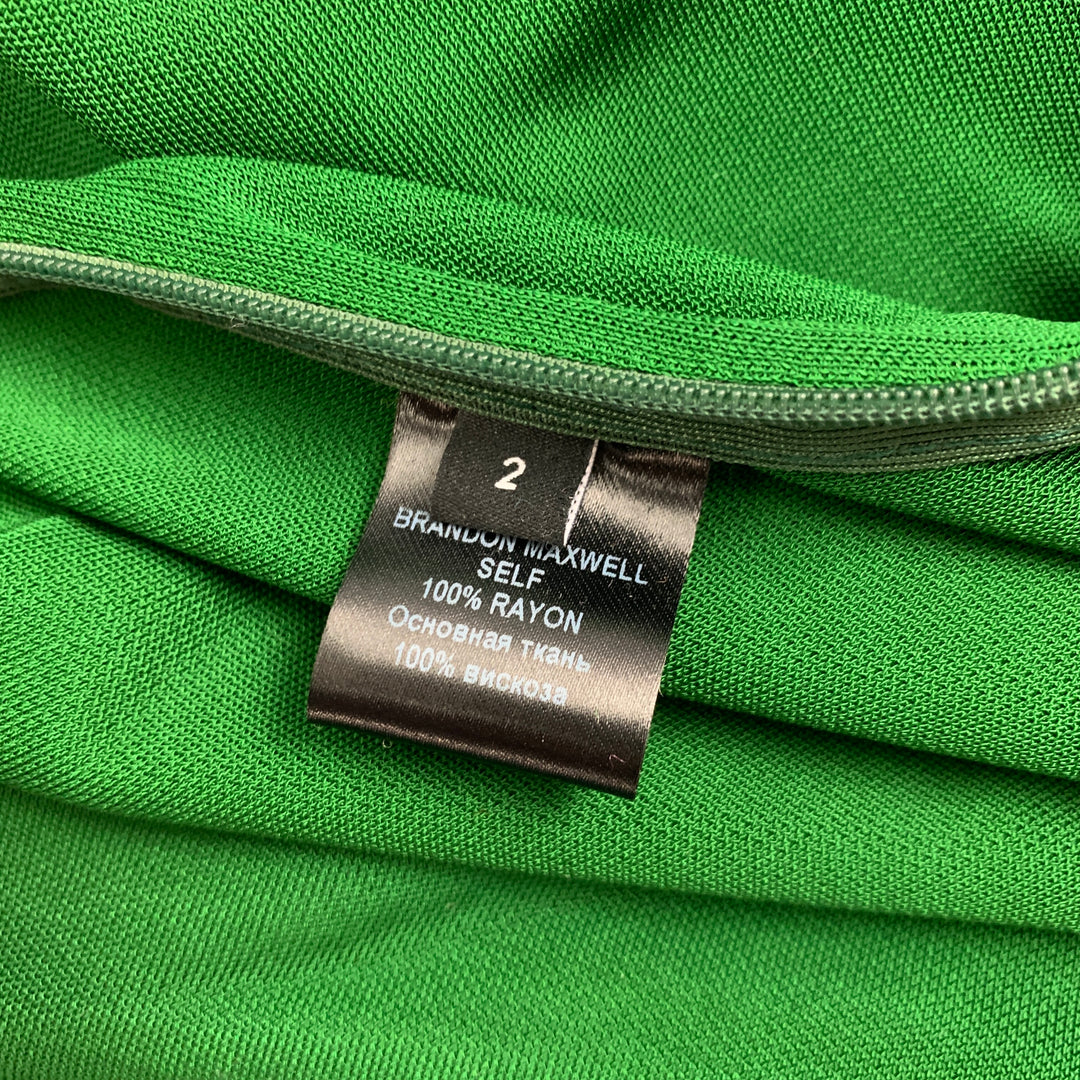 2
BRANDON MAXWELL
SELF
100% RAYON
Основная ткань
100% вискоза